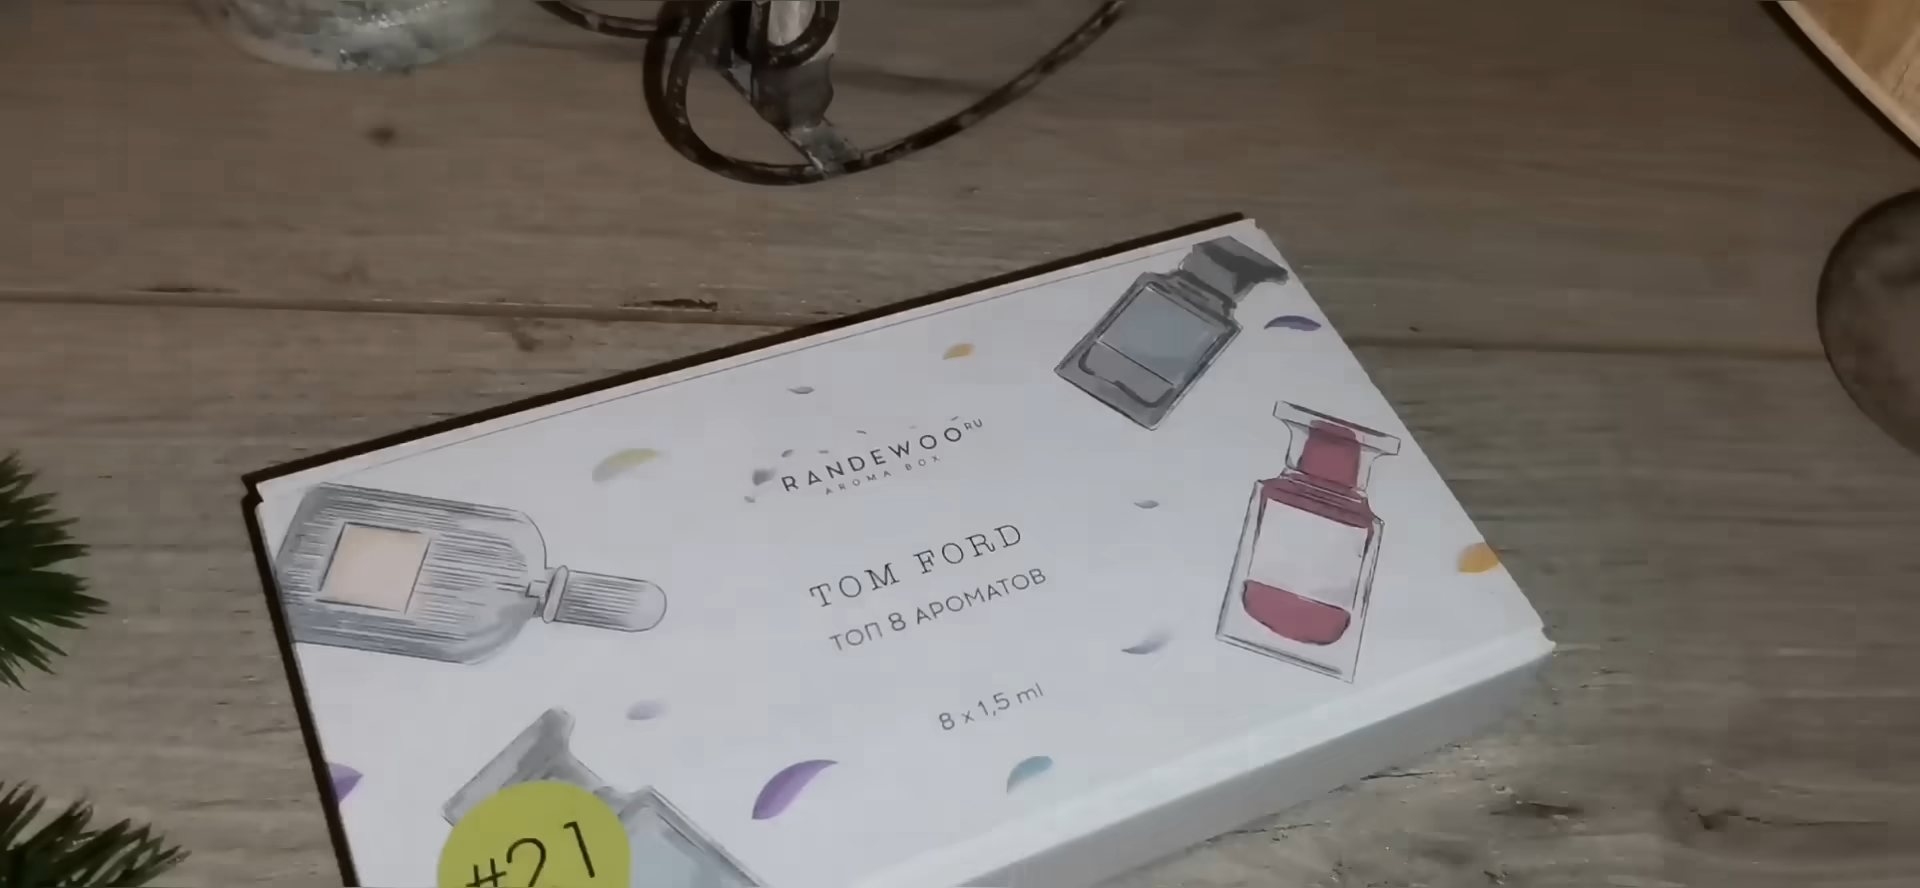 RANDEWOO RU
AROMA BOX
TOM FORD
ТОП 8 АРОМАТОВ
8 x 1,5 ml
#21